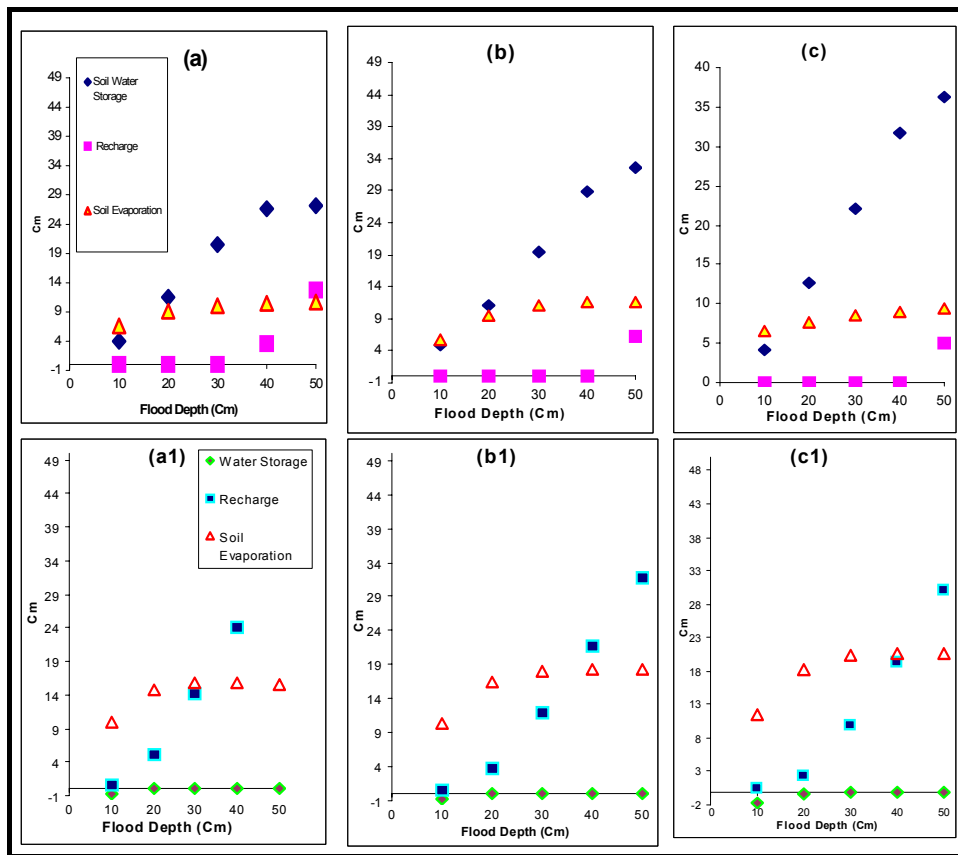 (a)
49
44
39
34
29
24
19
14
9
4
-1
Cm
Soil Water
Storage
Recharge
Soil Evaporation
0 10 20 30 40 50
Flood Depth (Cm)
(b)
49
44
39
34
29
24
19
14
9
4
-1
Cm
0 10 20 30 40 50
Flood Depth (Cm)
(c)
40
35
30
25
20
15
10
5
0
Cm
0 10 20 30 40 50
Flood Depth (Cm)
(a1)
49
44
39
34
29
24
19
14
9
4
-1
Cm
Water Storage
Recharge
Soil
Evaporation
0 10 20 30 40 50
Flood Depth (Cm)
(b1)
49
44
39
34
29
24
19
14
9
4
-1
Cm
0 10 20 30 40 50
Flood Depth (Cm)
(c1)
48
43
38
33
28
23
18
13
8
3
-2
Cm
0 10 20 30 40 50
Flood Depth (Cm)